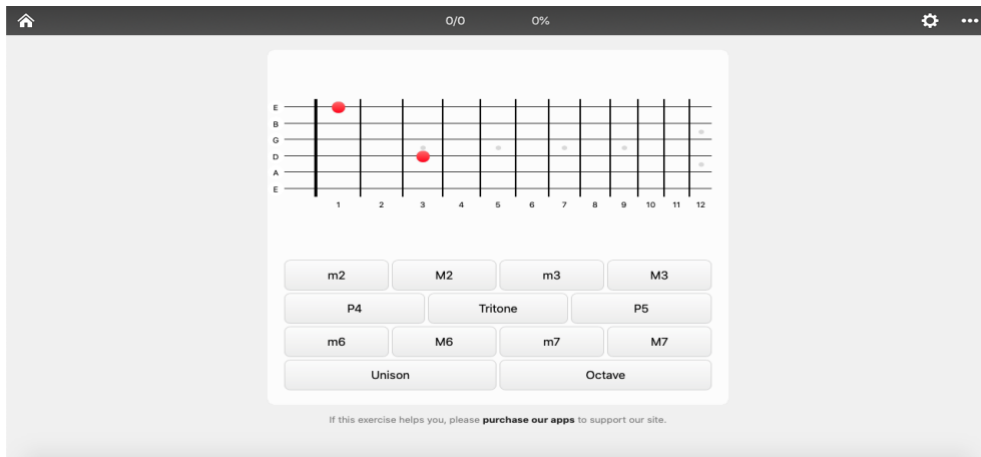 0/0 0%
E
B
G
D
A
E
1 2 3 4 5 6 7 8 9 10 11 12
m2 M2 m3 M3
P4 Tritone P5
m6 M6 m7 M7
Unison Octave
If this exercise helps you, please purchase our apps to support our site.